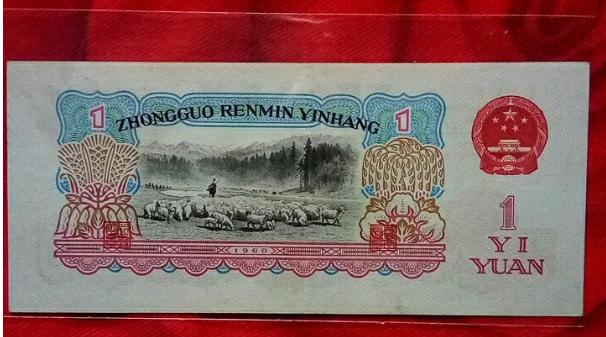 1
ZHONGGUO RENMIN YINHANG
1
1960
1
YI
YUAN